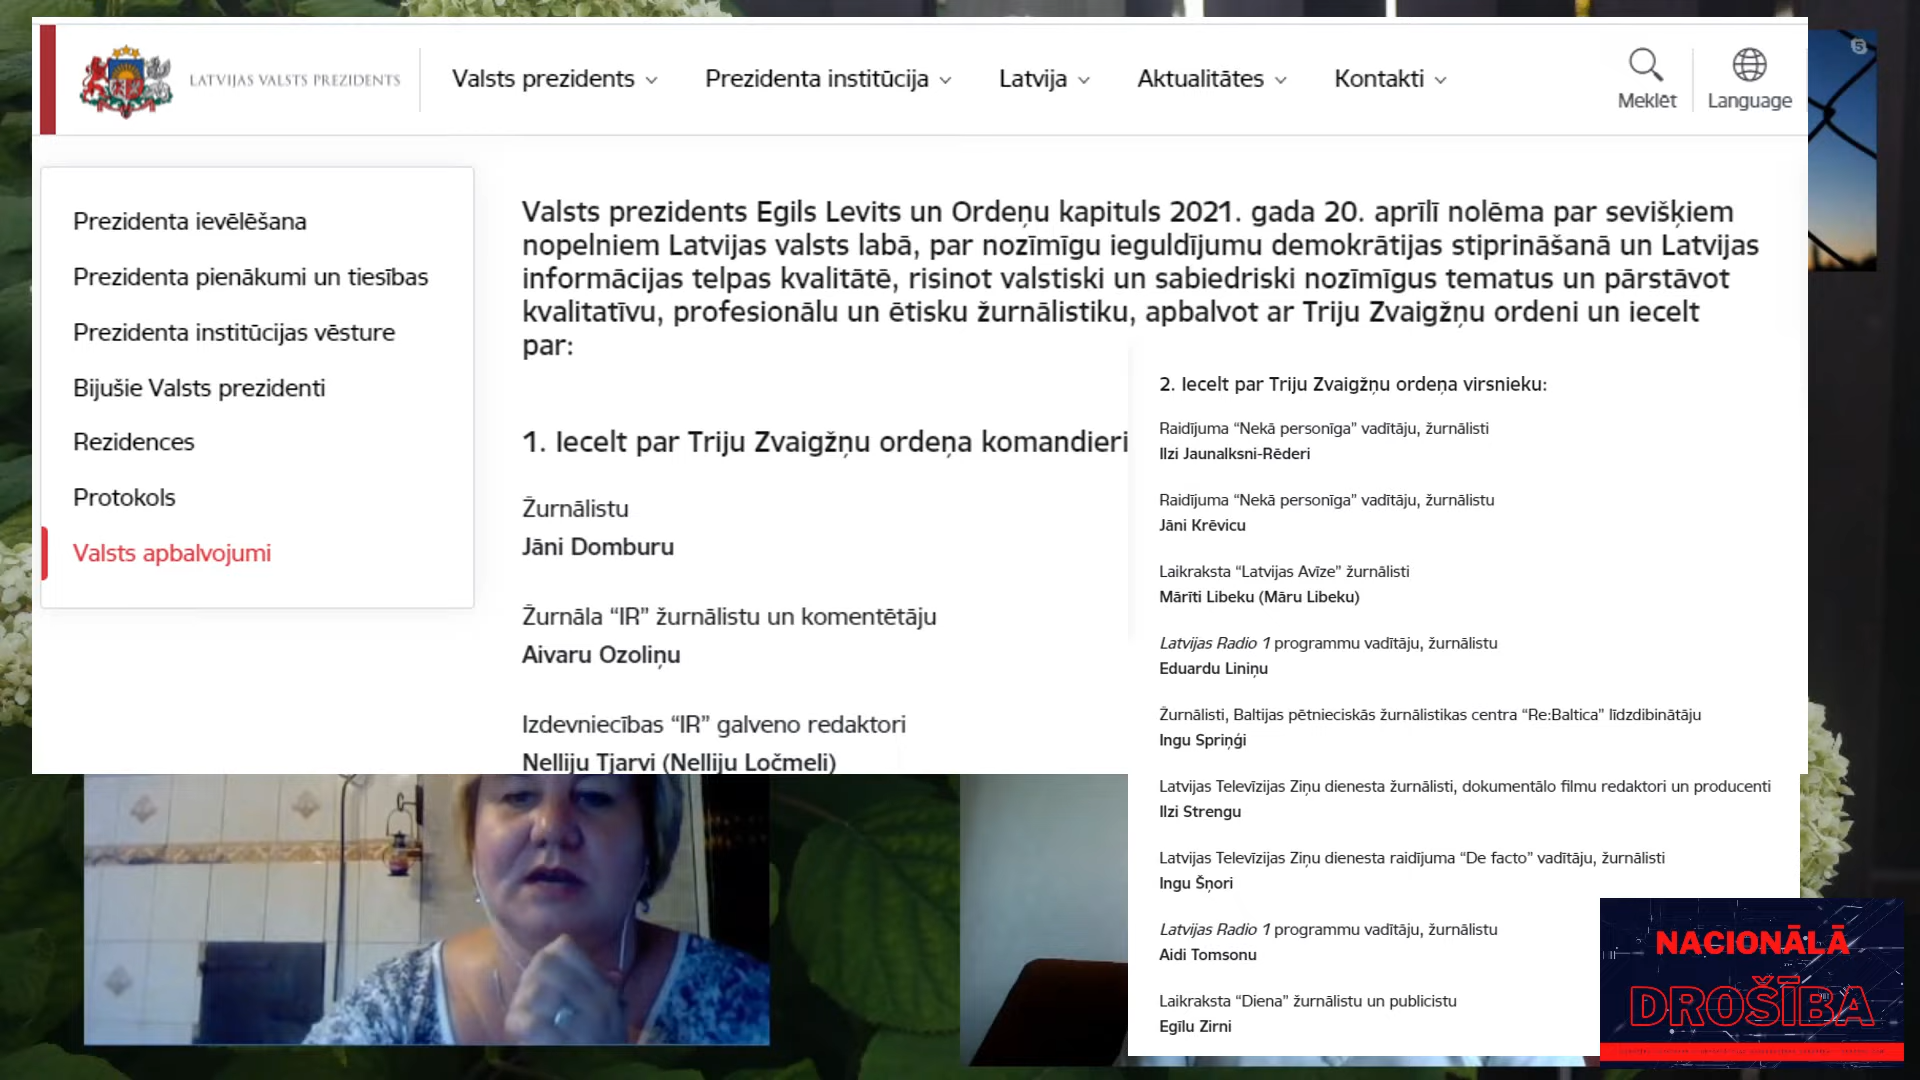 LATVIJAS VALSTS PREZIDENTS
Valsts prezidents
Prezidenta institūcija
Latvija
Aktualitātes
Kontakti
Meklēt
Language
Prezidenta ievēlēšana
Prezidenta pienākumi un tiesības
Prezidenta institūcijas vēsture
Bijušie Valsts prezidenti
Rezidences
Protokols
Valsts apbalvojumi
Valsts prezidents Egils Levits un Ordeņu kapituls 2021. gada 20. aprīlī nolēma par sevišķiem
nopelniem Latvijas valsts labā, par nozīmīgu ieguldījumu demokrātijas stiprināšanā un Latvijas
informācijas telpas kvalitātē, risinot valstiski un sabiedriski nozīmīgus tematus un pārstāvot
kvalitatīvu, profesionālu un ētisku žurnālistiku, apbalvot ar Triju Zvaigžņu ordeni un iecelt
par:
1. Iecelt par Triju Zvaigžņu ordeņa komandieri
Žurnālistu
Jāni Domburu
Žurnāla “IR” žurnālistu un komentētāju
Aivaru Ozoliņu
Izdevniecības “IR” galveno redaktori
Nelliju Tjarvi (Nelliju Ločmeli)
2. Iecelt par Triju Zvaigžņu ordeņa virsnieku:
Raidījuma “Nekā personīga” vadītāju, žurnālisti
Ilzi Jaunalksni-Rēderi
Raidījuma “Nekā personīga” vadītāju, žurnālistu
Jāni Krēvicu
Laikraksta “Latvijas Avīze” žurnālisti
Mārīti Libeku (Māru Libeku)
Latvijas Radio 1 programmu vadītāju, žurnālistu
Eduardu Liniņu
Žurnālisti, Baltijas pētnieciskās žurnālistikas centra “Re:Baltica” līdzdibinātāju
Ingu Spriņģi
Latvijas Televīzijas Ziņu dienesta žurnālisti, dokumentālo filmu redaktori un producenti
Ilzi Strengu
Latvijas Televīzijas Ziņu dienesta raidījuma “De facto” vadītāju, žurnālisti
Ingu Šņori
Latvijas Radio 1 programmu vadītāju, žurnālistu
Aidi Tomsonu
Laikraksta “Diena” žurnālistu un publicistu
Egīlu Zirni
NACIONĀLĀ
DROŠĪBA